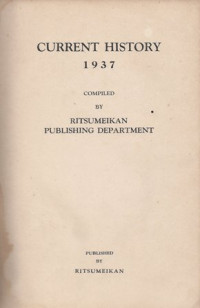 CURRENT HISTORY
1937
COMPILED
BY
RITSUMEIKAN
PUBLISHING DEPARTMENT
PUBLISHED
BY
RITSUMEIKAN